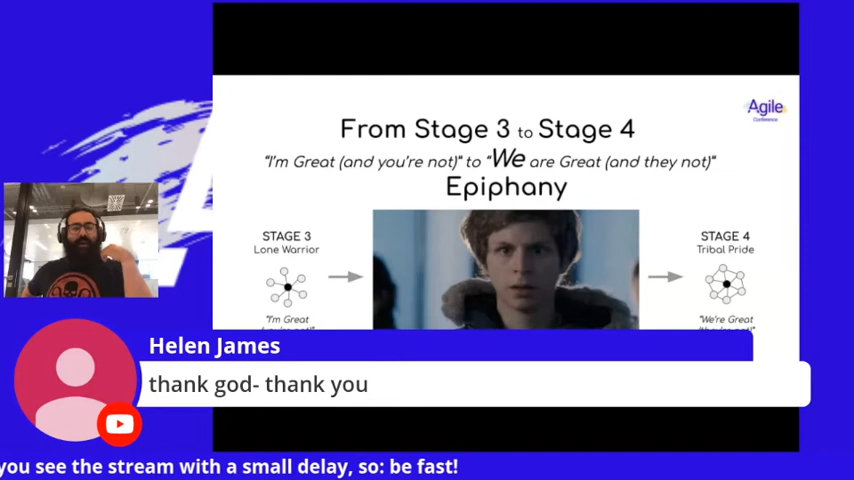 Agile
Conference
From Stage 3 to Stage 4
"I'm Great (and you're not)" to "We are Great (and they not)"
Epiphany
STAGE 3
Lone Warrior
"I'm Great
STAGE 4
Tribal Pride
"We're Great
Helen James
thank god- thank you
you see the stream with a small delay, so: be fast!